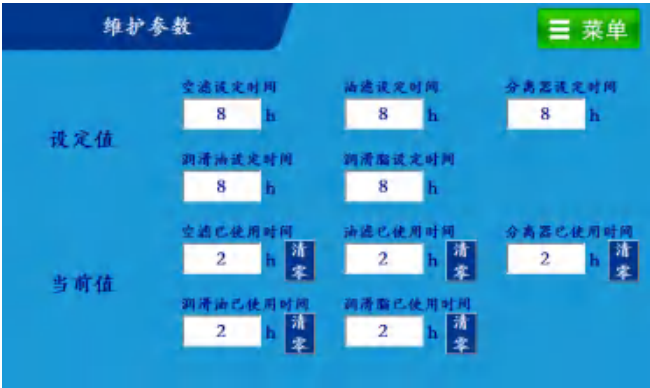 维护参数
☰ 菜单
空滤设定时间 油滤设定时间 分离器设定时间
8 h 8 h 8 h
设定值
润滑油设定时间 润滑脂设定时间
8 h 8 h
空滤已使用时间 油滤已使用时间 分离器已使用时间
2 h 清零 2 h 清零 2 h 清零
当前值
润滑油已使用时间 润滑脂已使用时间
2 h 清零 2 h 清零